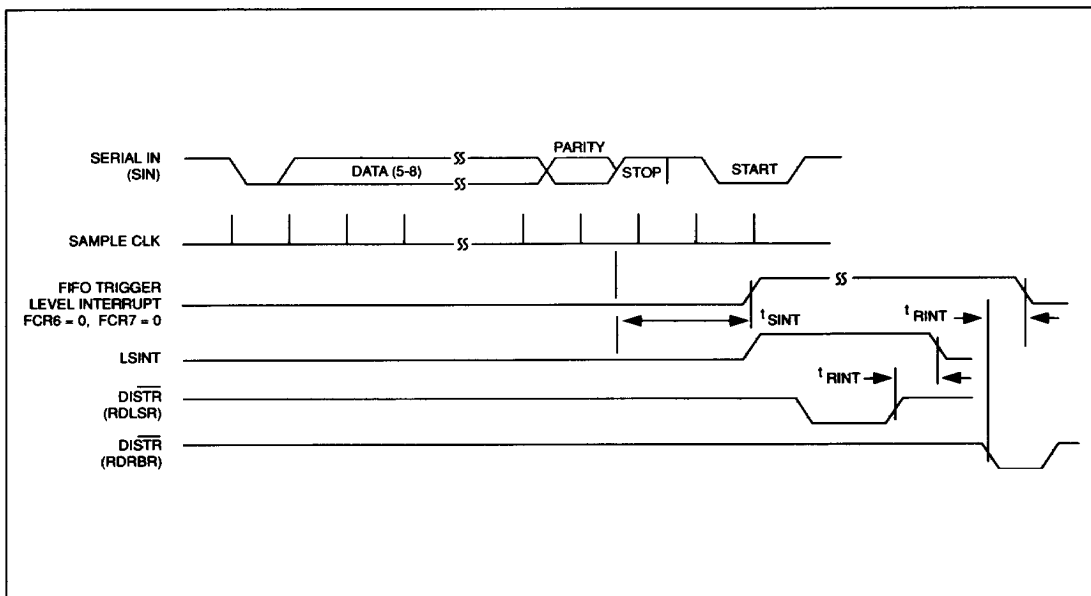 SERIAL IN
(SIN)
DATA (5-8)
PARITY
STOP
START
SAMPLE CLK
FIFO TRIGGER
LEVEL INTERRUPT
FCR6 = 0, FCR7 = 0
t SINT
t RINT
LSINT
t RINT
DISTR
(RDLSR)
DISTR
(RDRBR)